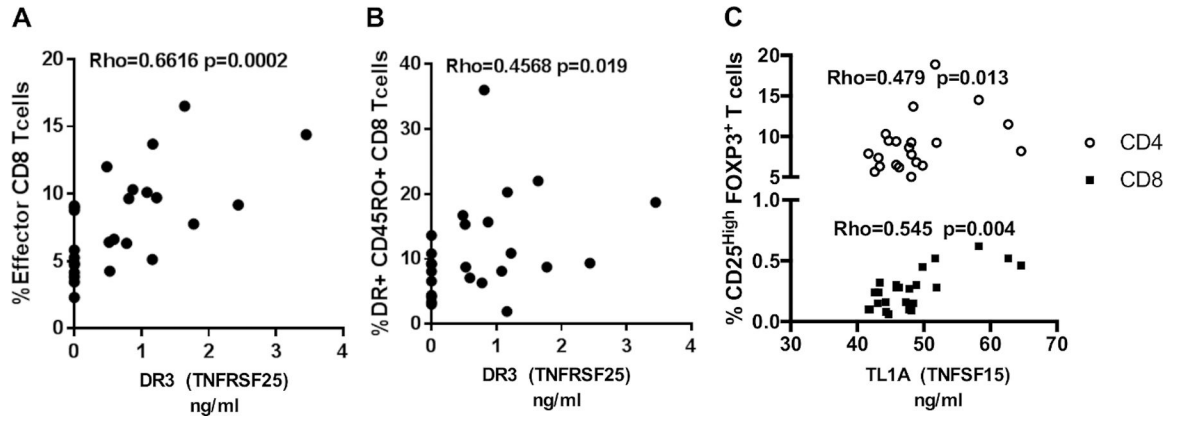 A
Rho=0.6616 p=0.0002
% Effector CD8 Tcells
20
15
10
5
0
0 1 2 3 4
DR3 (TNFRSF25)
ng/ml
B
Rho=0.4568 p=0.019
%DR+ CD45RO+ CD8 Tcells
40
30
20
10
0
0 1 2 3 4
DR3 (TNFRSF25)
ng/ml
C
Rho=0.479 p=0.013
% CD25High FOXP3+ T cells
20
15
10
5
1.0
0.5
0.0
Rho=0.545 p=0.004
30 40 50 60 70
TL1A (TNFSF15)
ng/ml
CD4
CD8